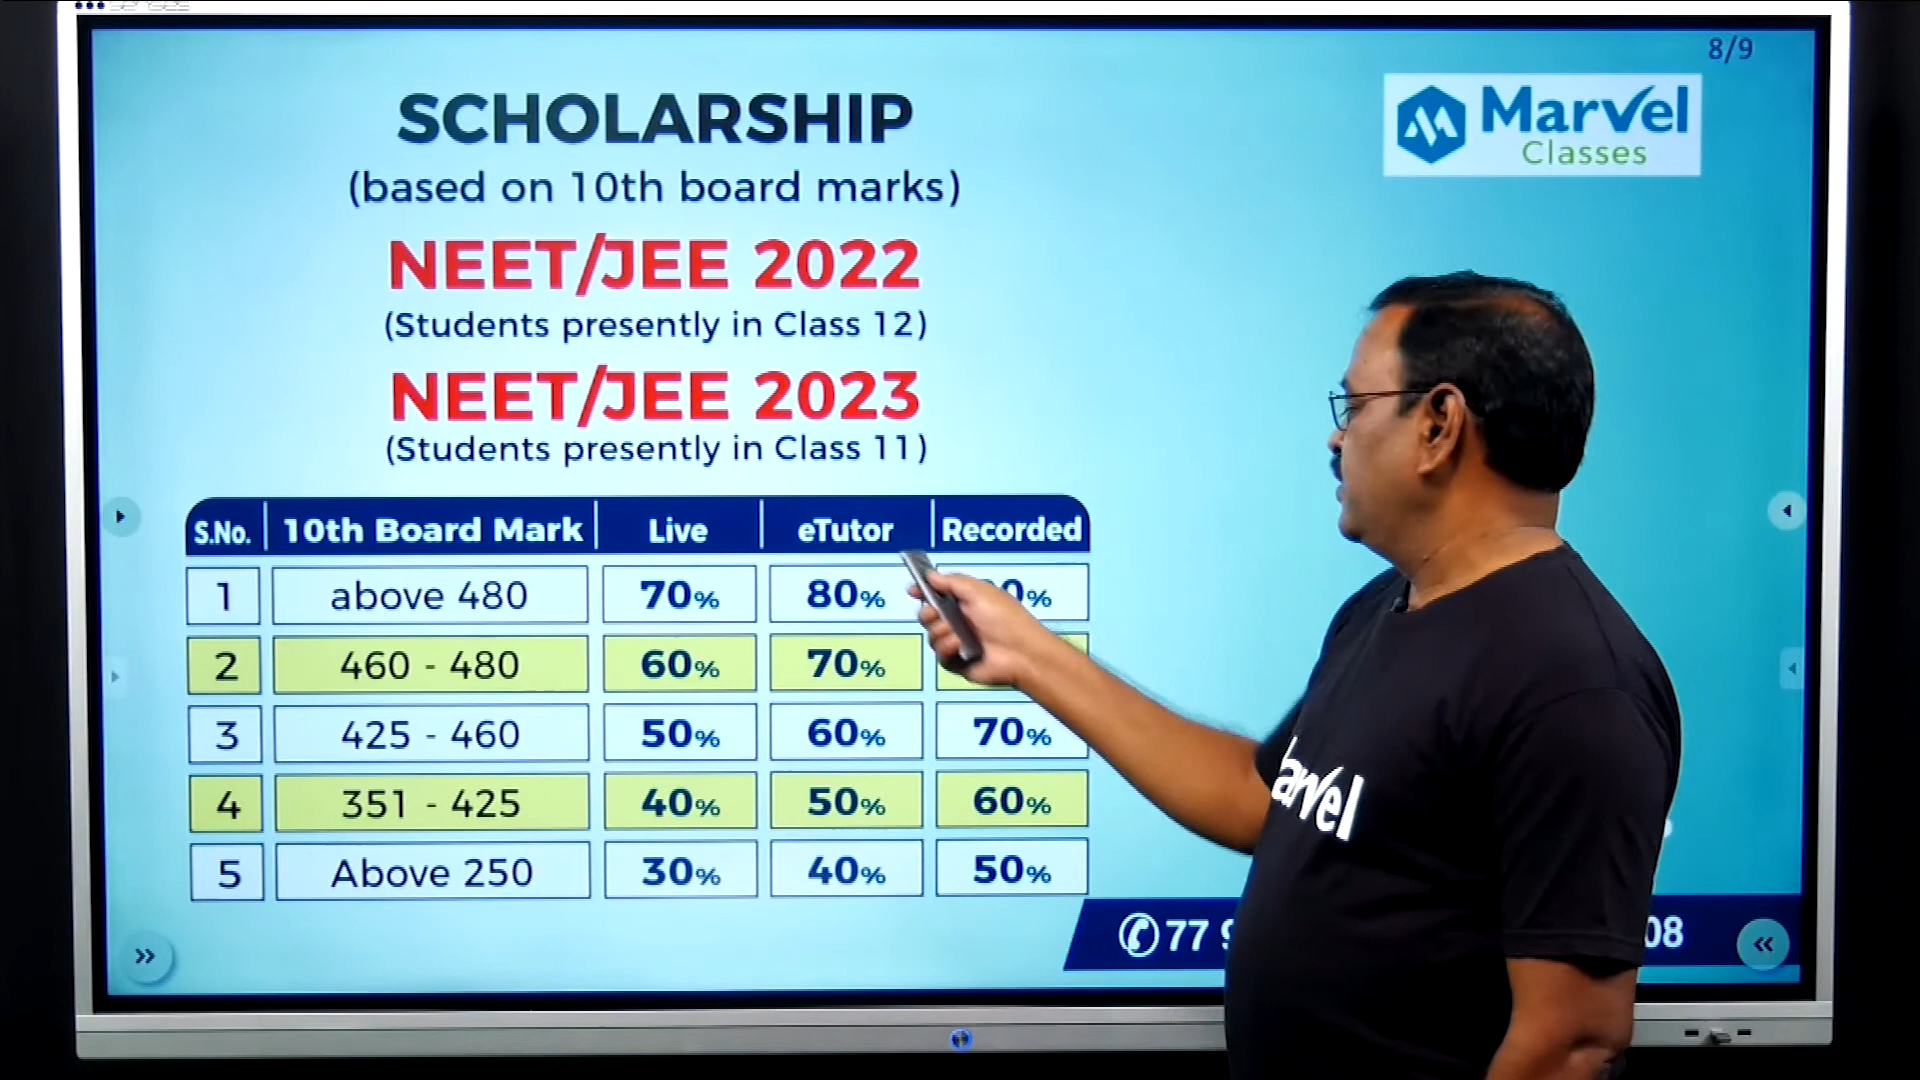 8/9
Marvel
Classes
SCHOLARSHIP
(based on 10th board marks)
NEET/JEE 2022
(Students presently in Class 12)
NEET/JEE 2023
(Students presently in Class 11)
S.No. 10th Board Mark Live eTutor Recorded
1 above 480 70% 80% 0%
2 460 - 480 60% 70%
3 425 - 460 50% 60% 70%
4 351 - 425 40% 50% 60%
5 Above 250 30% 40% 50%
77 08
arvel